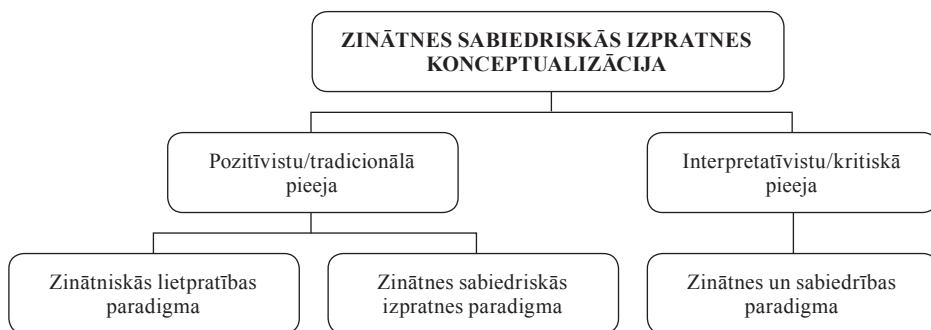 ZINĀTNES SABIEDRISKĀS IZPRATNES
KONCEPTUALIZĀCIJA
Pozitīvistu/tradicionālā
pieeja
Interpretatīvistu/kritiskā
pieeja
Zinātniskās lietpratības
paradigma
Zinātnes sabiedriskās
izpratnes paradigma
Zinātnes un sabiedrības
paradigma